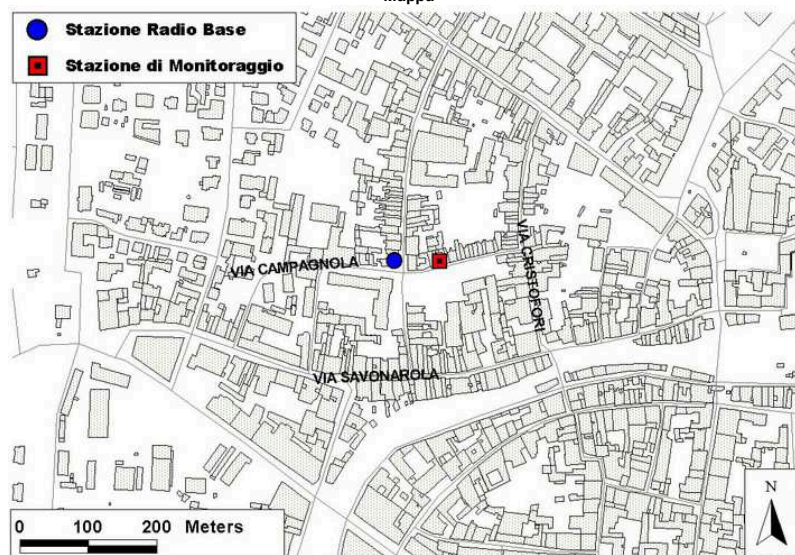 Mappa
Stazione Radio Base
Stazione di Monitoraggio
VIA CAMPAGNOLA
VIA CRISTOFORI
VIA SAVONAROLA
0 100 200 Meters
N